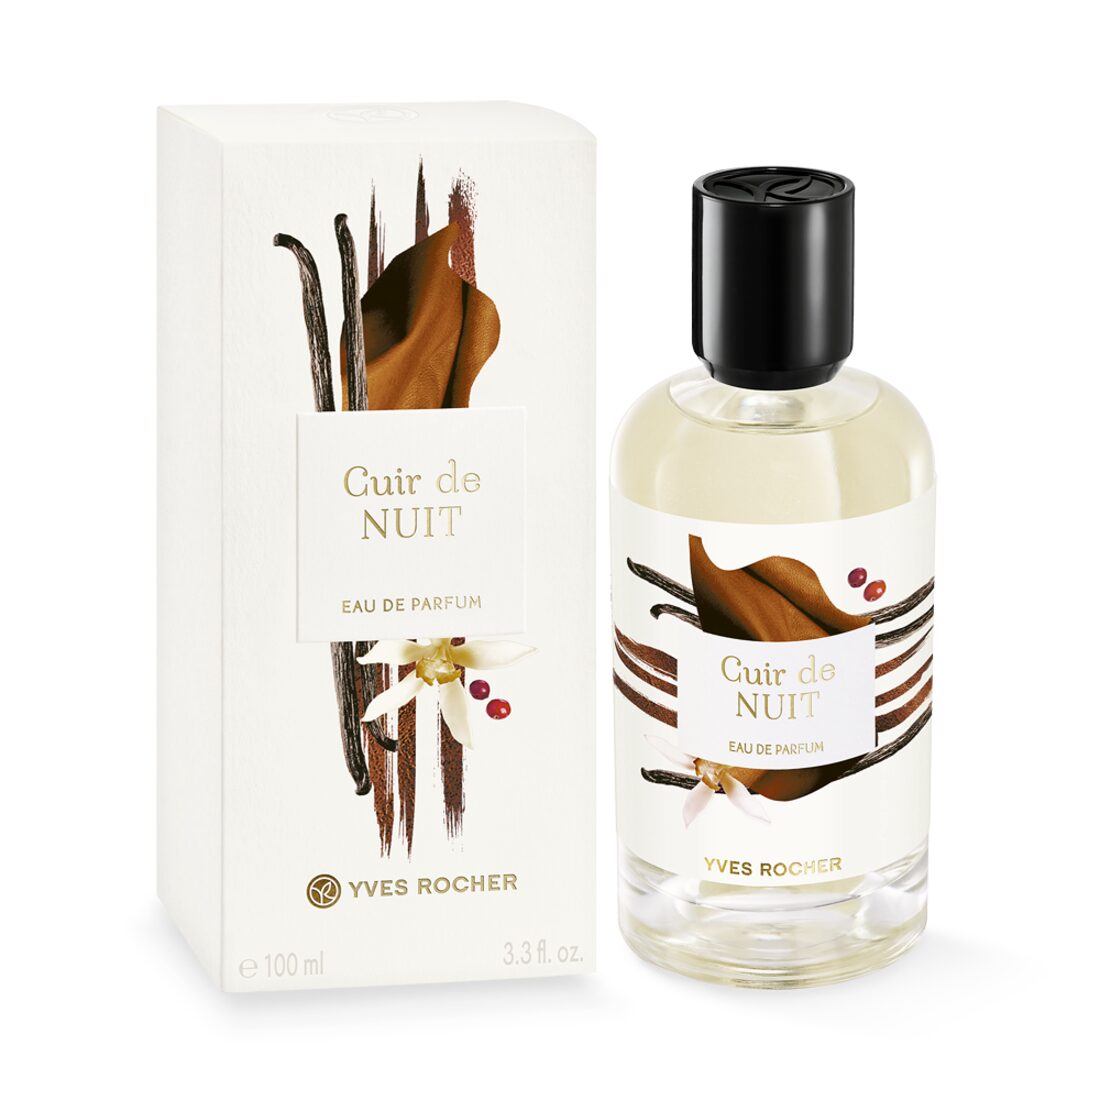 Cuir de
NUIT
EAU DE PARFUM
YVES ROCHER
e 100 ml
3.3 fl. oz.
Cuir de
NUIT
EAU DE PARFUM
YVES ROCHER